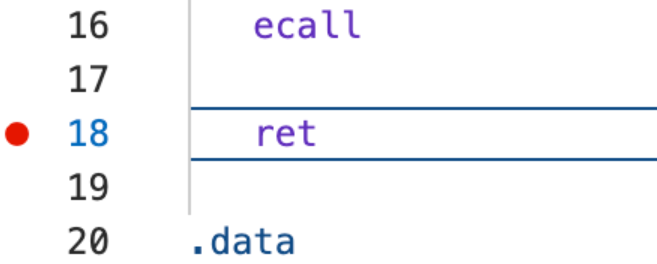 16 ecall
17
18 ret
19
20 .data